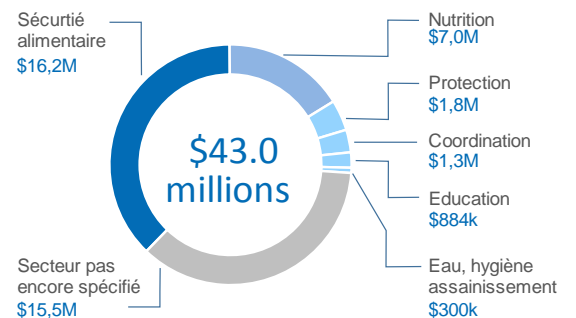 Sécurtié
alimentaire
$16,2M
Nutrition
$7,0M
Protection
$1,8M
Coordination
$1,3M
Education
$884k
Eau, hygiène
assainissement
$300k
Secteur pas
encore spécifié
$15,5M
$43.0
millions